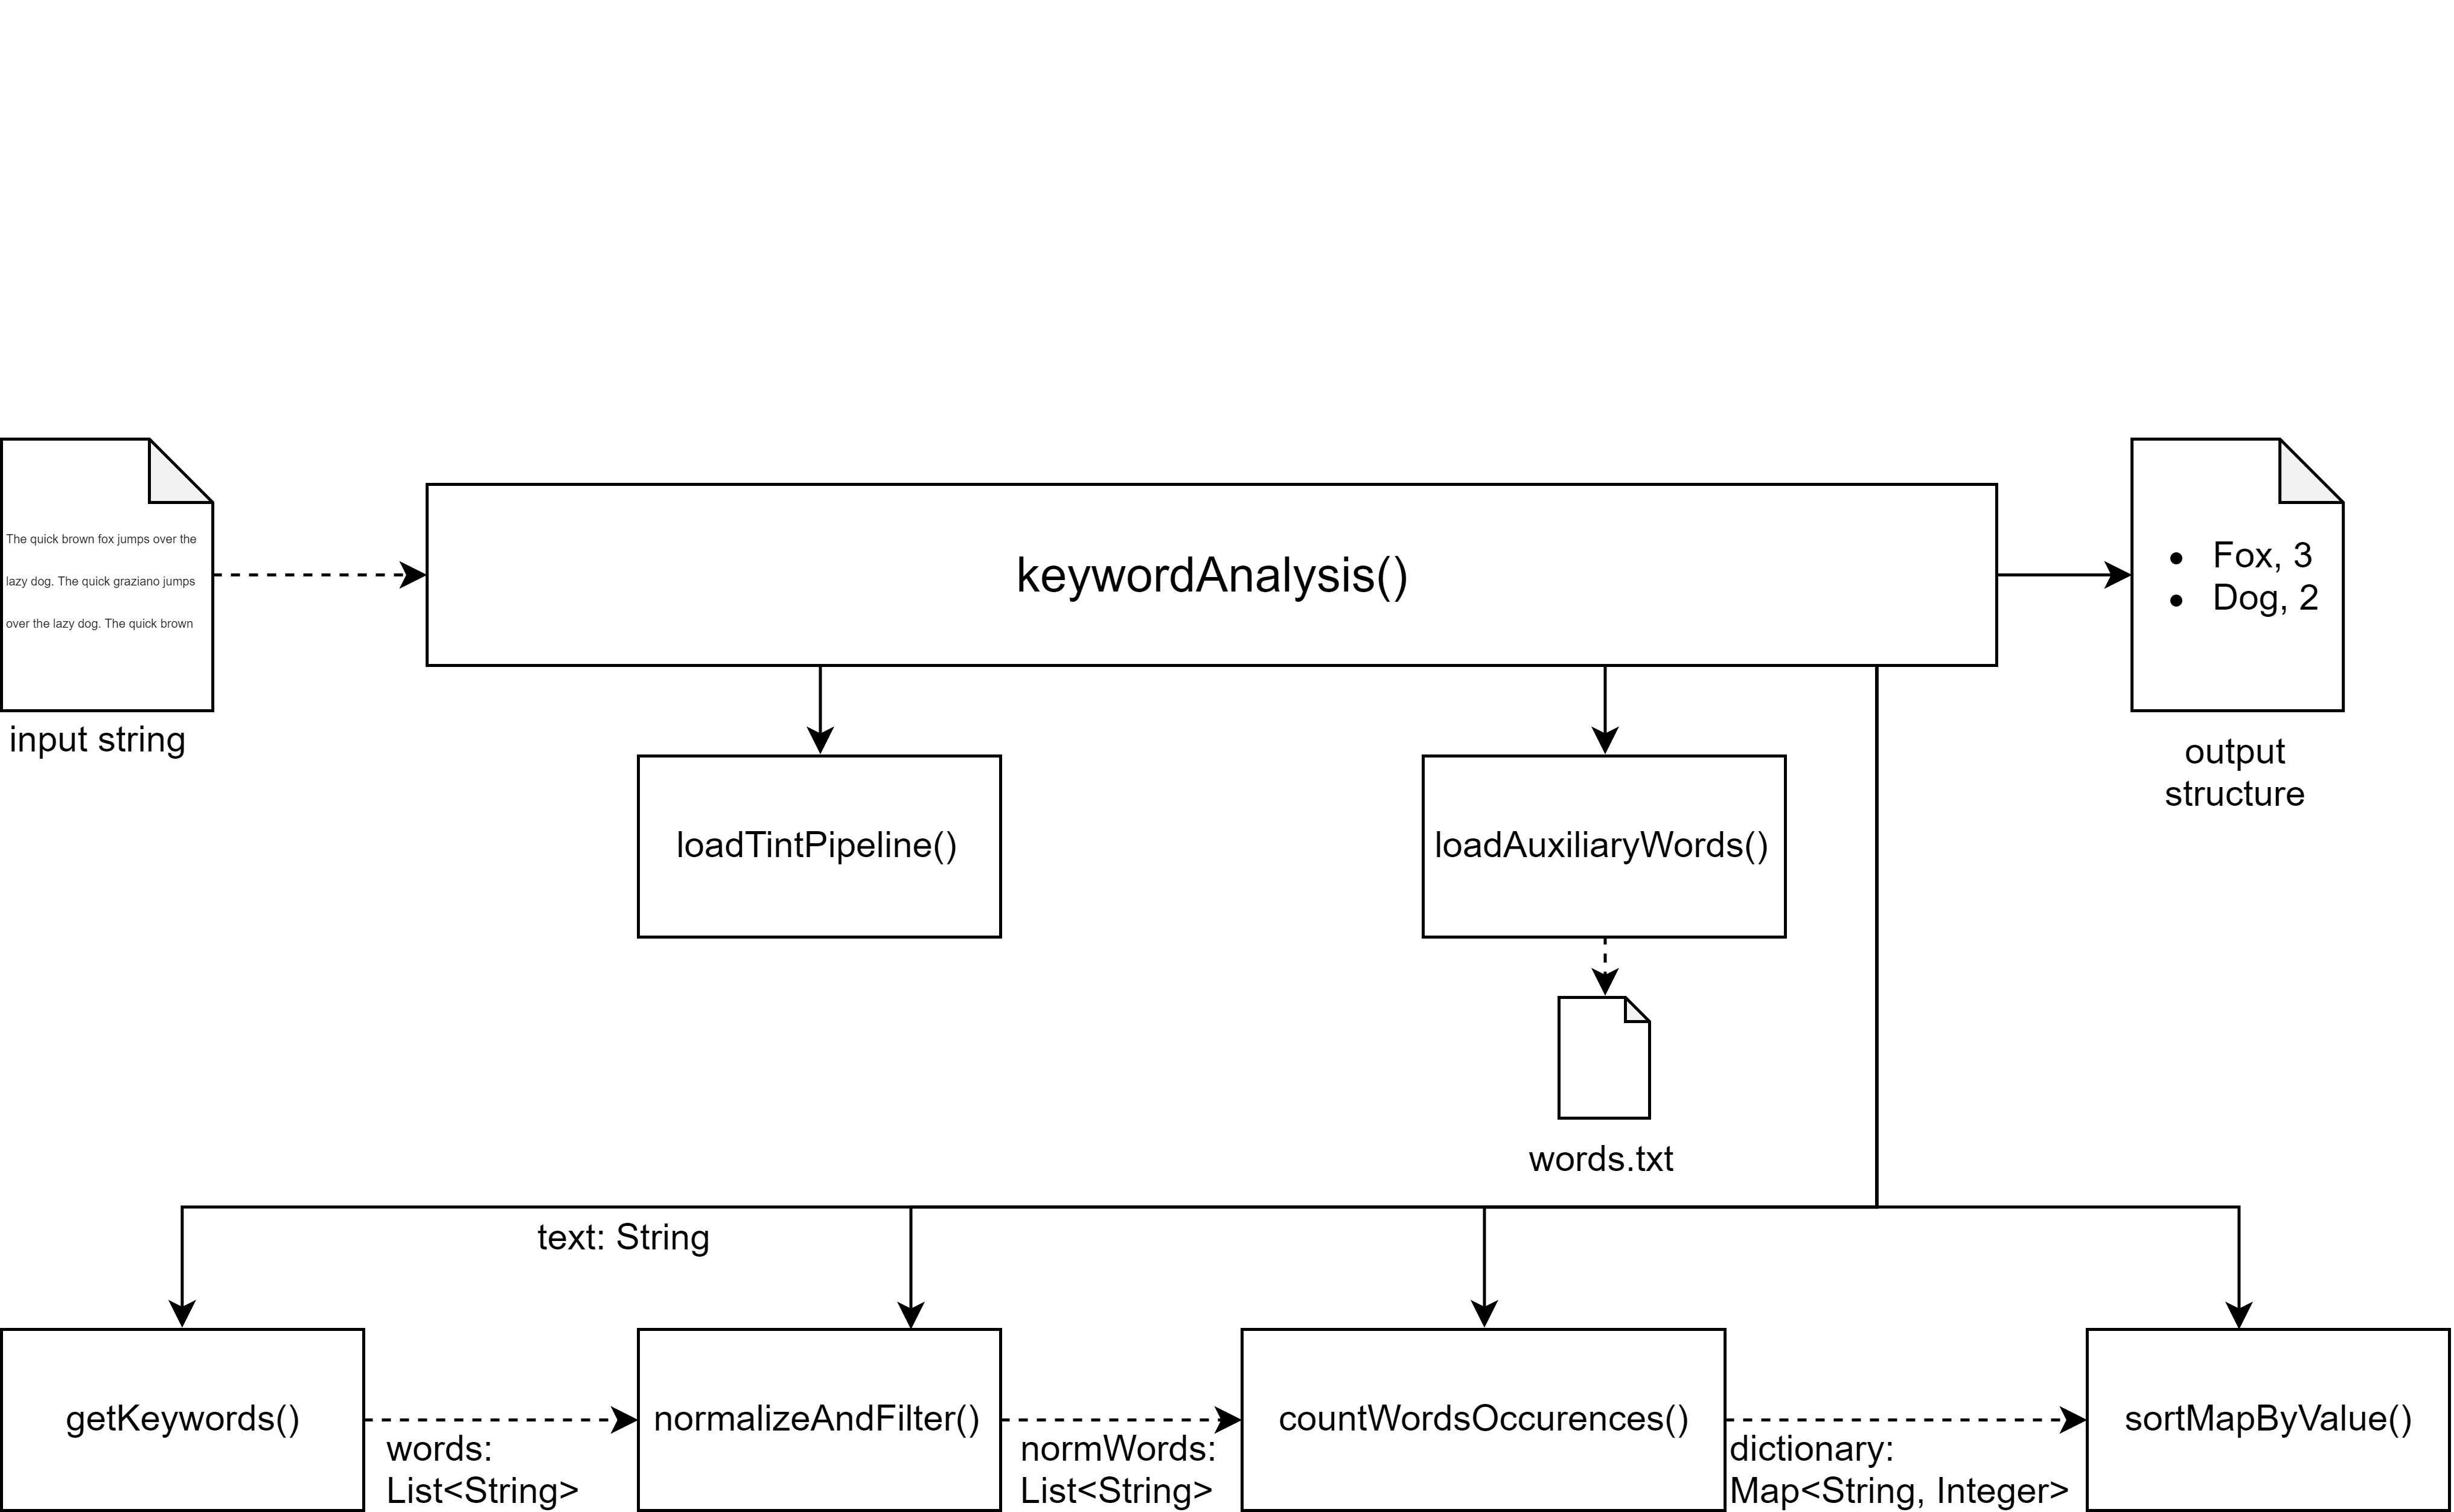 The quick brown fox jumps over the
lazy dog. The quick graziano jumps
over the lazy dog. The quick brown
input string
keywordAnalysis()
Fox, 3
Dog, 2
output
structure
loadTintPipeline()
loadAuxiliaryWords()
words.txt
text: String
getKeywords()
words:
List<String>
normalizeAndFilter()
normWords:
List<String>
countWordsOccurences()
dictionary:
Map<String, Integer>
sortMapByValue()